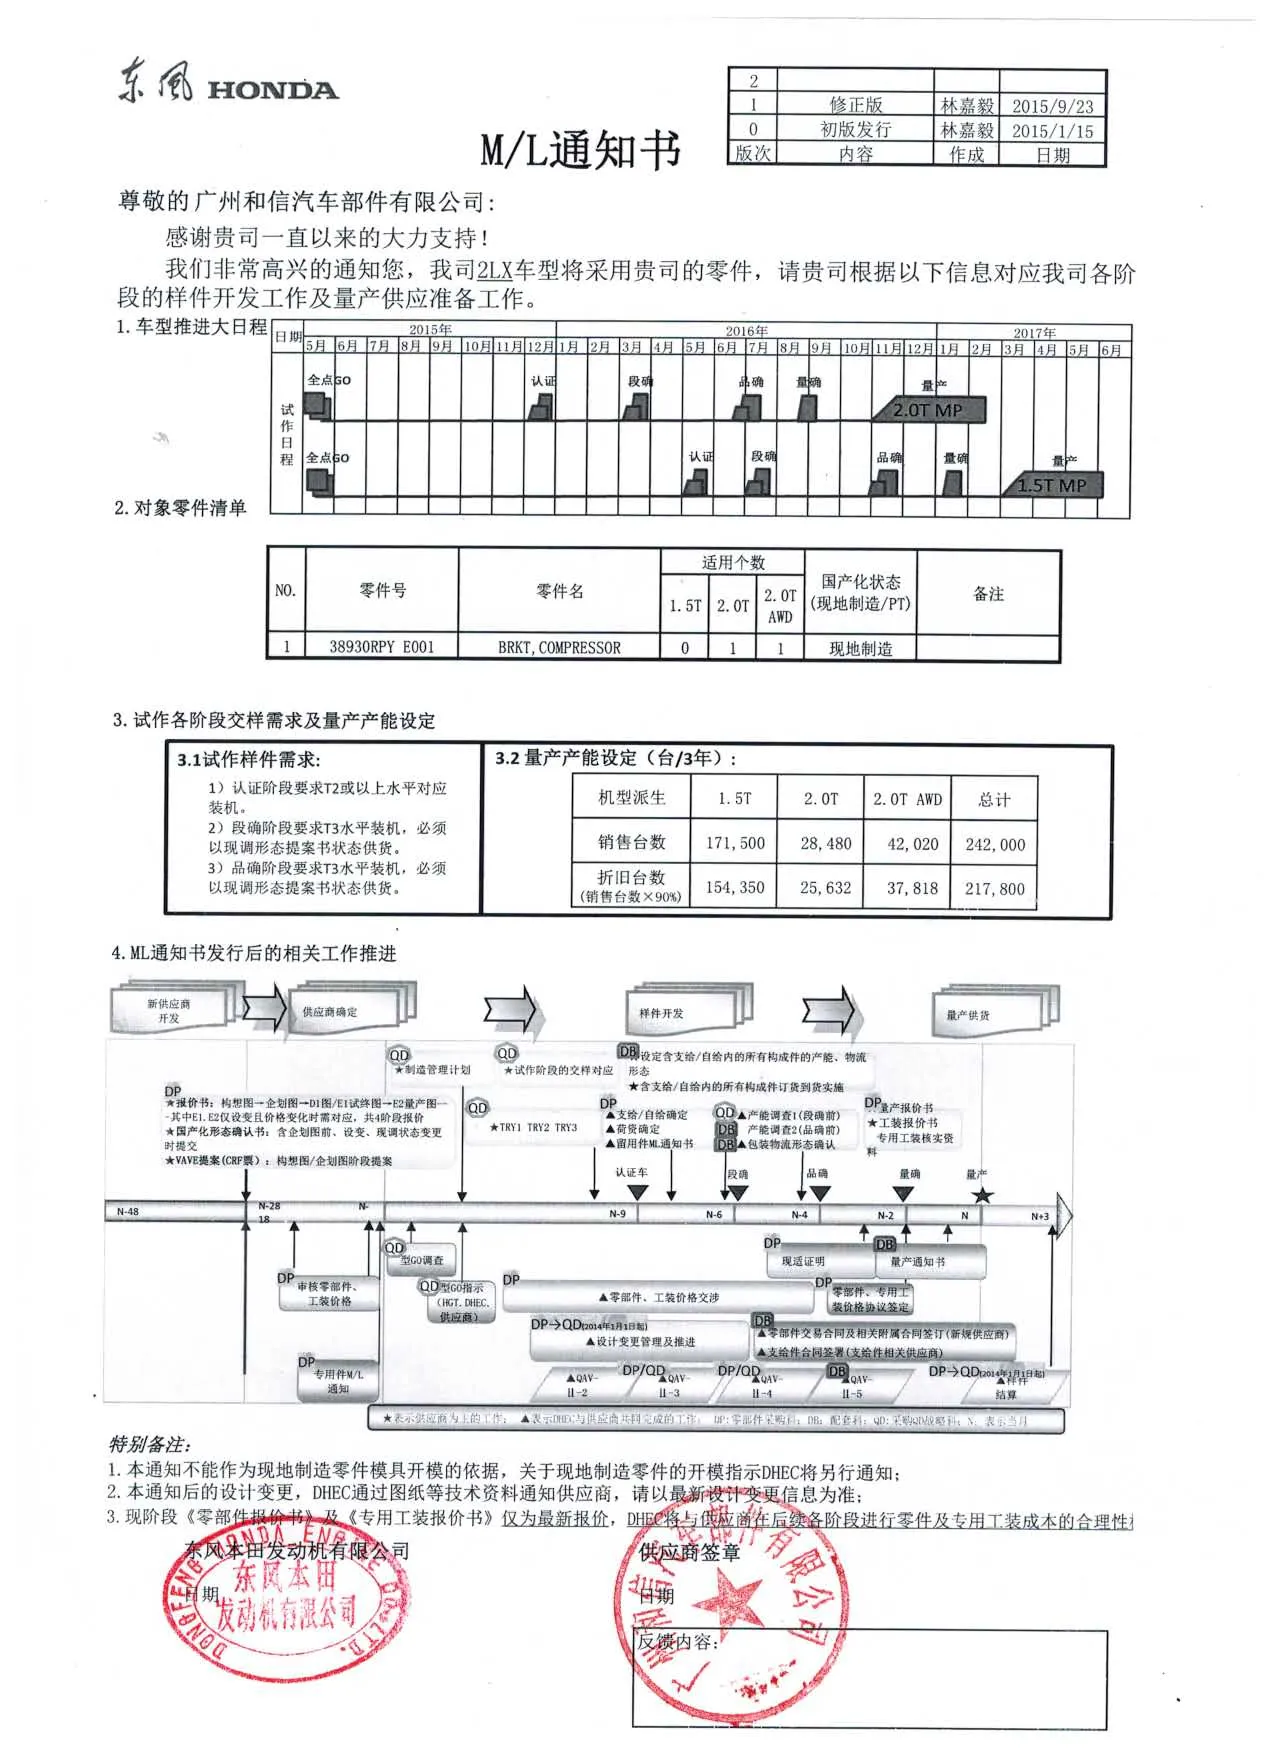 东風 HONDA
2
1 修正版 林嘉毅 2015/9/23
0 初版发行 林嘉毅 2015/1/15
版次 内容 作成 日期
M/L通知书
尊敬的 广州和信汽车部件有限公司:
感谢贵司一直以来的大力支持!
我们非常高兴的通知您，我司2LX车型将采用贵司的零件，请贵司根据以下信息对应我司各阶
段的样件开发工作及量产供应准备工作。
1.车型推进大日程
日期 2015年 2016年 2017年
5月 6月 7月 8月 9月 10月 11月 12月 1月 2月 3月 4月 5月 6月 7月 8月 9月 10月 11月 12月 1月 2月 3月 4月 5月 6月
试作日程
全点GO 认证 段确 品确 量确 量产
2.0T MP
全点GO 认证 段确 品确 量确 量产
1.5T MP
2.对象零件清单
NO. 零件号 零件名 适用个数 国产化状态 备注
1.5T 2.0T 2.0T AWD (现地制造/PT)
1 38930RPY E001 BRKT,COMPRESSOR 0 1 1 现地制造
3.试作各阶段交样需求及量产产能设定
3.1试作样件需求:
1）认证阶段要求T2或以上水平对应
装机。
2）段确阶段要求T3水平装机，必须
以现调形态提案书状态供货。
3）品确阶段要求T3水平装机，必须
以现调形态提案书状态供货。
3.2 量产产能设定（台/3年）:
机型派生 1.5T 2.0T 2.0T AWD 总计
销售台数 171,500 28,480 42,020 242,000
折旧台数 154,350 25,632 37,818 217,800
(销售台数×90%)
4.ML通知书发行后的相关工作推进
新供应商
开发
供应商确定
样件开发
量产供货
QD
★制造管理计划
QD
★试作阶段的交样对应
DB
设定含支给/自给内的所有构成件的产能、物流
形态
★含支给/自给内的所有构成件订货到货实施
DP
★报价书: 构想图→企划图→D1图/E1试终图→E2量产图--
-其中E1.E2仅设变且价格变化时需对应，共4阶段报价
★国产化形态确认书: 含企划图前、设变、现调状态变更
时提交
★VAVE提案(CRF票): 构想图/企划图阶段提案
QD
★TRY1 TRY2 TRY3
DP
▲支给/自给确定
▲荷资确定
▲留用件ML通知书
QD ▲产能调查1(段确前)
DB 产能调查2(品确前)
DB ▲包装物流形态确认
DP
量产报价书
★工装报价书
专用工装核实资
料
认证车 段确 品确 量确 量产
N-48 N-28 18 N- N-9 N-6 N-4 N-2 N N+3
QD
型GO调查
DP
现适证明
DB
量产通知书
DP
审核零部件、
工装价格
QD
型GO指示
(HGT.DHEC.
供应商)
DP
▲零部件、工装价格交涉
DP
零部件、专用工
装价格协议签定
DP→QD(2014年1月1日起)
▲设计变更管理及推进
DB
▲零部件交易合同及相关附属合同签订(新规供应商)
▲支给件合同签署(支给件相关供应商)
DP
专用件M/L
通知
▲QAV-
II-2
DP/QD
▲QAV-
II-3
DP/QD
▲QAV-
II-4
DB
▲QAV-
II-5
DP→QD(2014年1月1日起)
▲样件
结算
★表示供应商为主的工作; ▲表示DHEC与供应商共同完成的工作; DP:零部件采购科; DB: 配套科; QD:采购QD战略科; N: 表示当月
特别备注:
1.本通知不能作为现地制造零件模具开模的依据，关于现地制造零件的开模指示DHEC将另行通知;
2.本通知后的设计变更，DHEC通过图纸等技术资料通知供应商，请以最新设计变更信息为准;
3.现阶段《零部件报价书》及《专用工装报价书》仅为最新报价，DHEC将与供应商在后续各阶段进行零件及专用工装成本的合理性
东风本田发动机有限公司
日期
DONGFENG HONDA ENGINE CO.,LTD.
东风本田
发动机有限公司
供应商签章
日期
广州和信汽车部件有限公司
反馈内容: